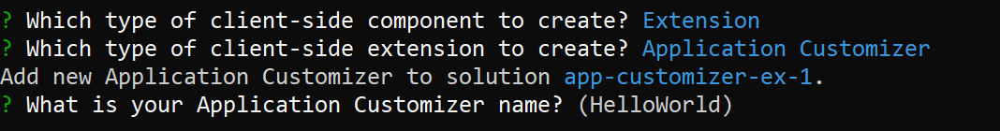 ? Which type of client-side component to create? Extension
? Which type of client-side extension to create? Application Customizer
Add new Application Customizer to solution app-customizer-ex-1.
? What is your Application Customizer name? (HelloWorld)